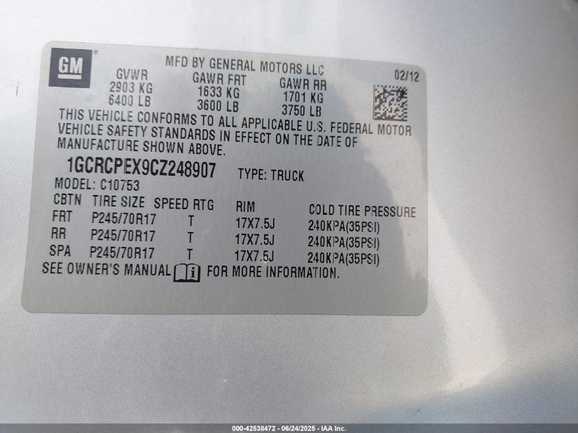 GM
MFD BY GENERAL MOTORS LLC
GVWR GAWR FRT GAWR RR 02/12
2903 KG 1633 KG 1701 KG
6400 LB 3600 LB 3750 LB
THIS VEHICLE CONFORMS TO ALL APPLICABLE U.S. FEDERAL MOTOR
VEHICLE SAFETY STANDARDS IN EFFECT ON THE DATE OF
MANUFACTURE SHOWN ABOVE.
1GCRCPEX9CZ248907 TYPE: TRUCK
MODEL: C10753
CBTN TIRE SIZE SPEED RTG RIM COLD TIRE PRESSURE
FRT P245/70R17 T 17X7.5J 240KPA(35PSI)
RR P245/70R17 T 17X7.5J 240KPA(35PSI)
SPA P245/70R17 T 17X7.5J 240KPA(35PSI)
SEE OWNER'S MANUAL FOR MORE INFORMATION.
000-42538472 - 06/24/2025 - IAA Inc.